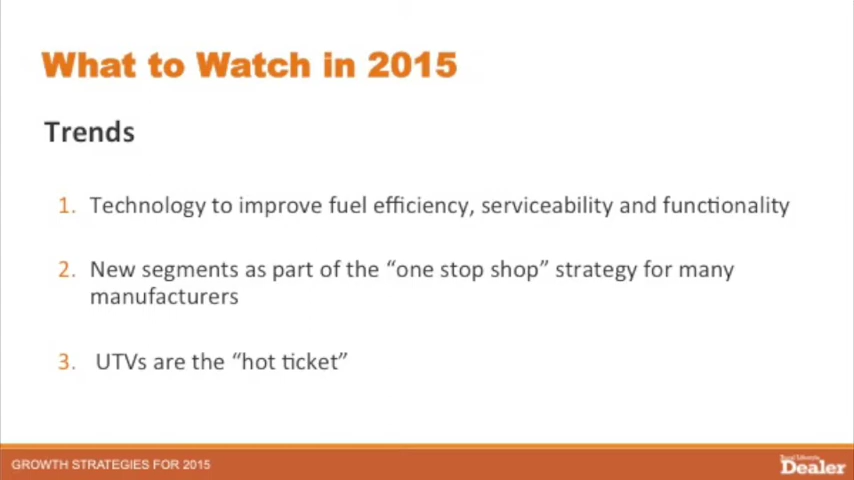 What to Watch in 2015
Trends
1. Technology to improve fuel efficiency, serviceability and functionality
2. New segments as part of the “one stop shop” strategy for many
manufacturers
3. UTVs are the “hot ticket”
GROWTH STRATEGIES FOR 2015
Rural Lifestyle
Dealer